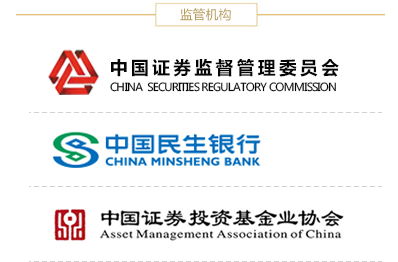 监管机构
中国证券监督管理委员会
CHINA SECURITIES REGULATORY COMMISSION
中国民生银行
CHINA MINSHENG BANK
中国证券投资基金业协会
Asset Management Association of China